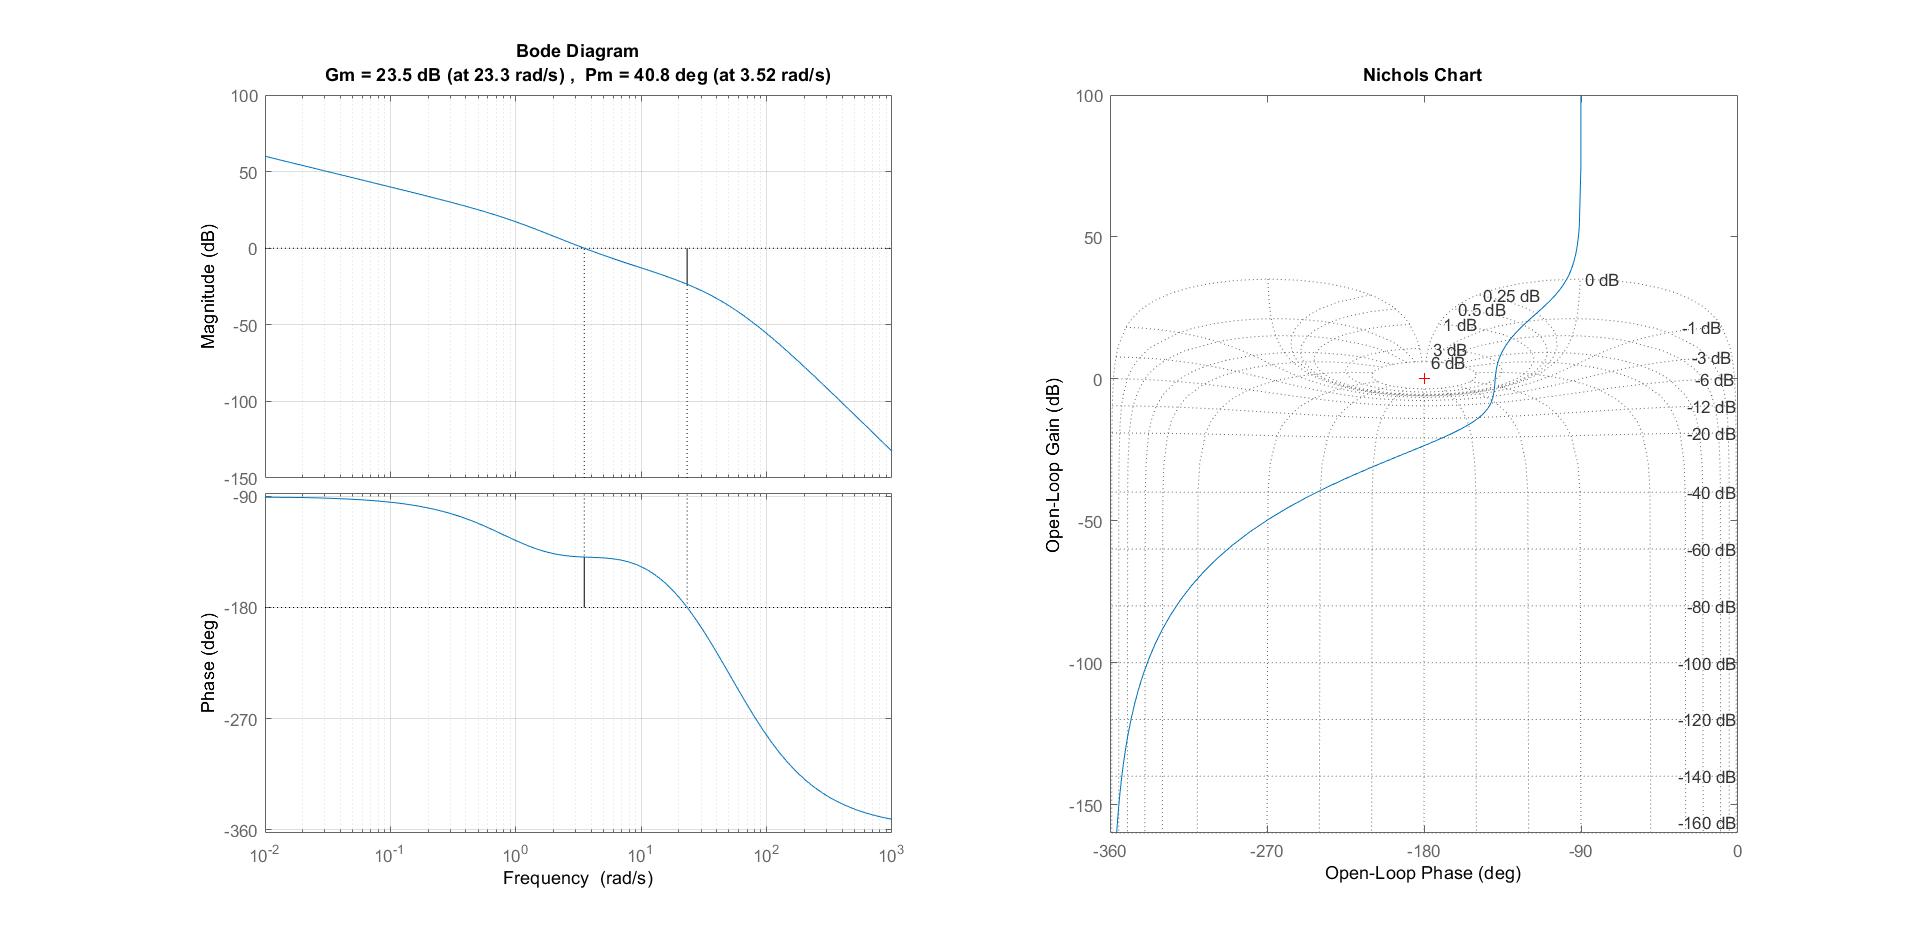 Bode Diagram
Gm = 23.5 dB (at 23.3 rad/s) ,  Pm = 40.8 deg (at 3.52 rad/s)
100
50
0
-50
-100
-150
Magnitude (dB)
-90
-180
-270
-360
Phase (deg)
10^-2
10^-1
10^0
10^1
10^2
10^3
Frequency  (rad/s)
Nichols Chart
100
50
0
-50
-100
-150
Open-Loop Gain (dB)
0 dB
0.25 dB
0.5 dB
1 dB
3 dB
6 dB
-1 dB
-3 dB
-6 dB
-12 dB
-20 dB
-40 dB
-60 dB
-80 dB
-100 dB
-120 dB
-140 dB
-160 dB
-360
-270
-180
-90
0
Open-Loop Phase (deg)